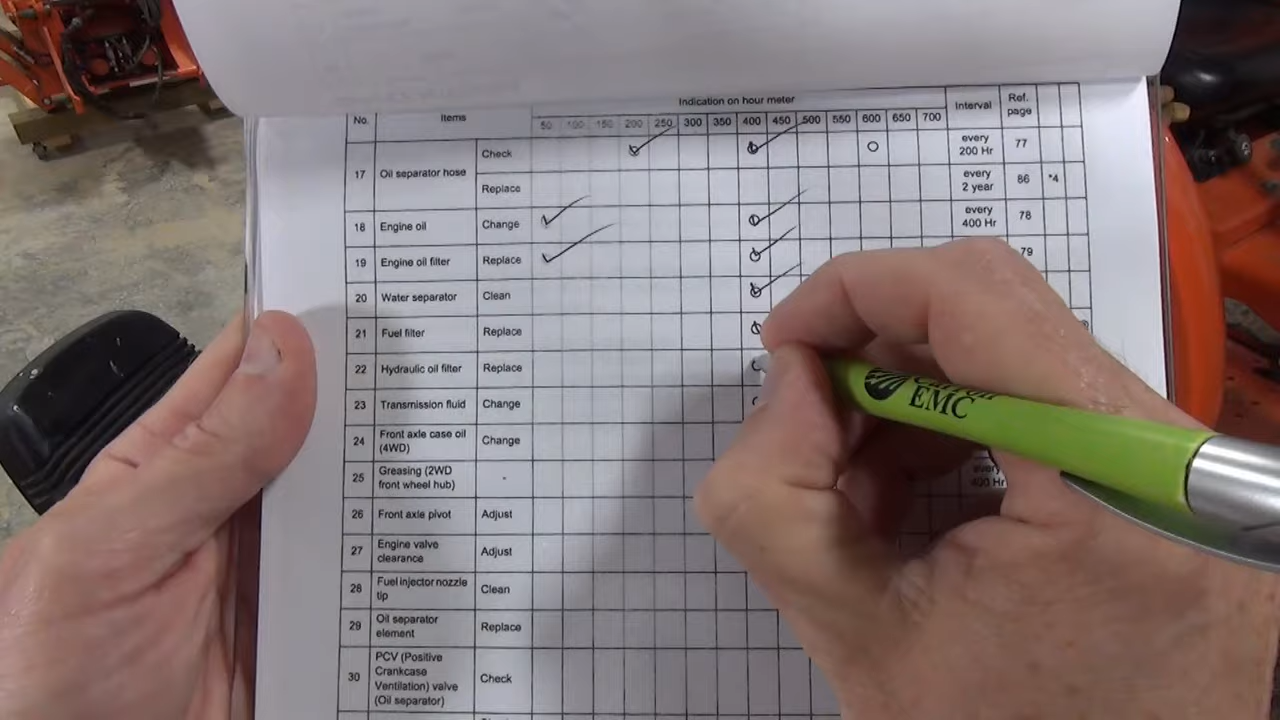 Indication on hour meter
No. Items 50 100 150 200 250 300 350 400 450 500 550 600 650 700 Interval Ref. page
17 Oil separator hose Check every 200 Hr 77
Replace every 2 year 86 *4
18 Engine oil Change every 400 Hr 78
19 Engine oil filter Replace 79
20 Water separator Clean
21 Fuel filter Replace
22 Hydraulic oil filter Replace
23 Transmission fluid Change
24 Front axle case oil (4WD) Change
25 Greasing (2WD front wheel hub) - every 400 Hr
26 Front axle pivot Adjust
27 Engine valve clearance Adjust
28 Fuel injector nozzle tip Clean
29 Oil separator element Replace
30 PCV (Positive Crankcase Ventilation) valve (Oil separator) Check
EMC